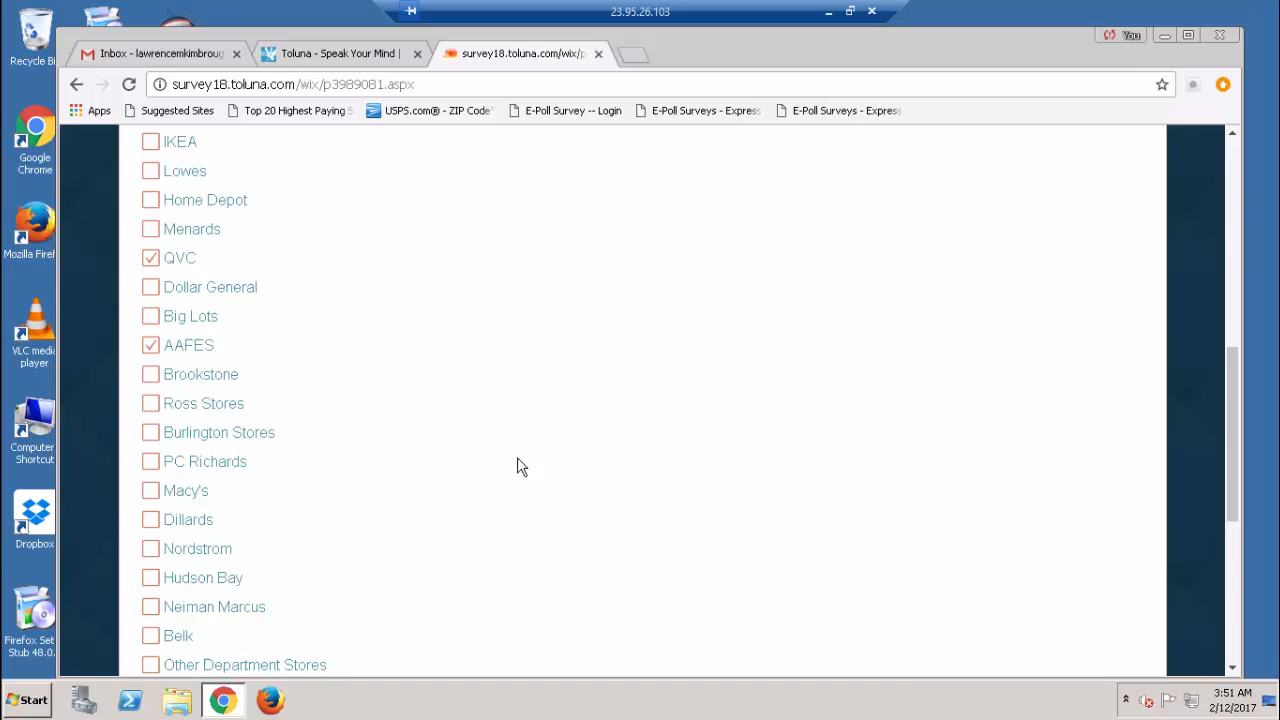 23.95.26.103
Recycle Bi
Inbox - lawrencemkimbroug
Toluna - Speak Your Mind |
survey18.toluna.com/wix/p
You
survey18.toluna.com/wix/p3989081.aspx
Apps
Suggested Sites
Top 20 Highest Paying S
USPS.com® - ZIP Code
E-Poll Survey -- Login
E-Poll Surveys - Express
E-Poll Surveys - Express
Google
Chrome
Mozilla Firef
VLC media
player
Computer
Shortcut
Dropbox
Firefox Set
Stub 48.0.
IKEA
Lowes
Home Depot
Menards
QVC
Dollar General
Big Lots
AAFES
Brookstone
Ross Stores
Burlington Stores
PC Richards
Macy's
Dillards
Nordstrom
Hudson Bay
Neiman Marcus
Belk
Other Department Stores
Start
3:51 AM
2/12/2017